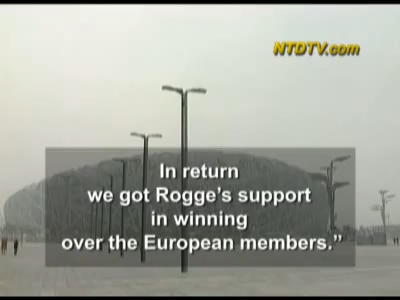 NTDTV.com
In return
we got Rogge's support
in winning
over the European members.”